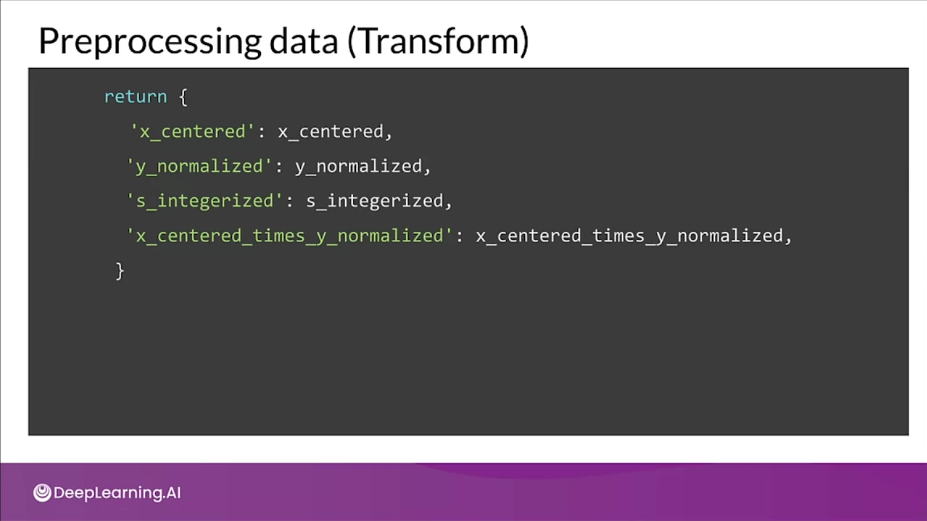 Preprocessing data (Transform)
return {
'x_centered': x_centered,
'y_normalized': y_normalized,
's_integerized': s_integerized,
'x_centered_times_y_normalized': x_centered_times_y_normalized,
}
DeepLearning.AI